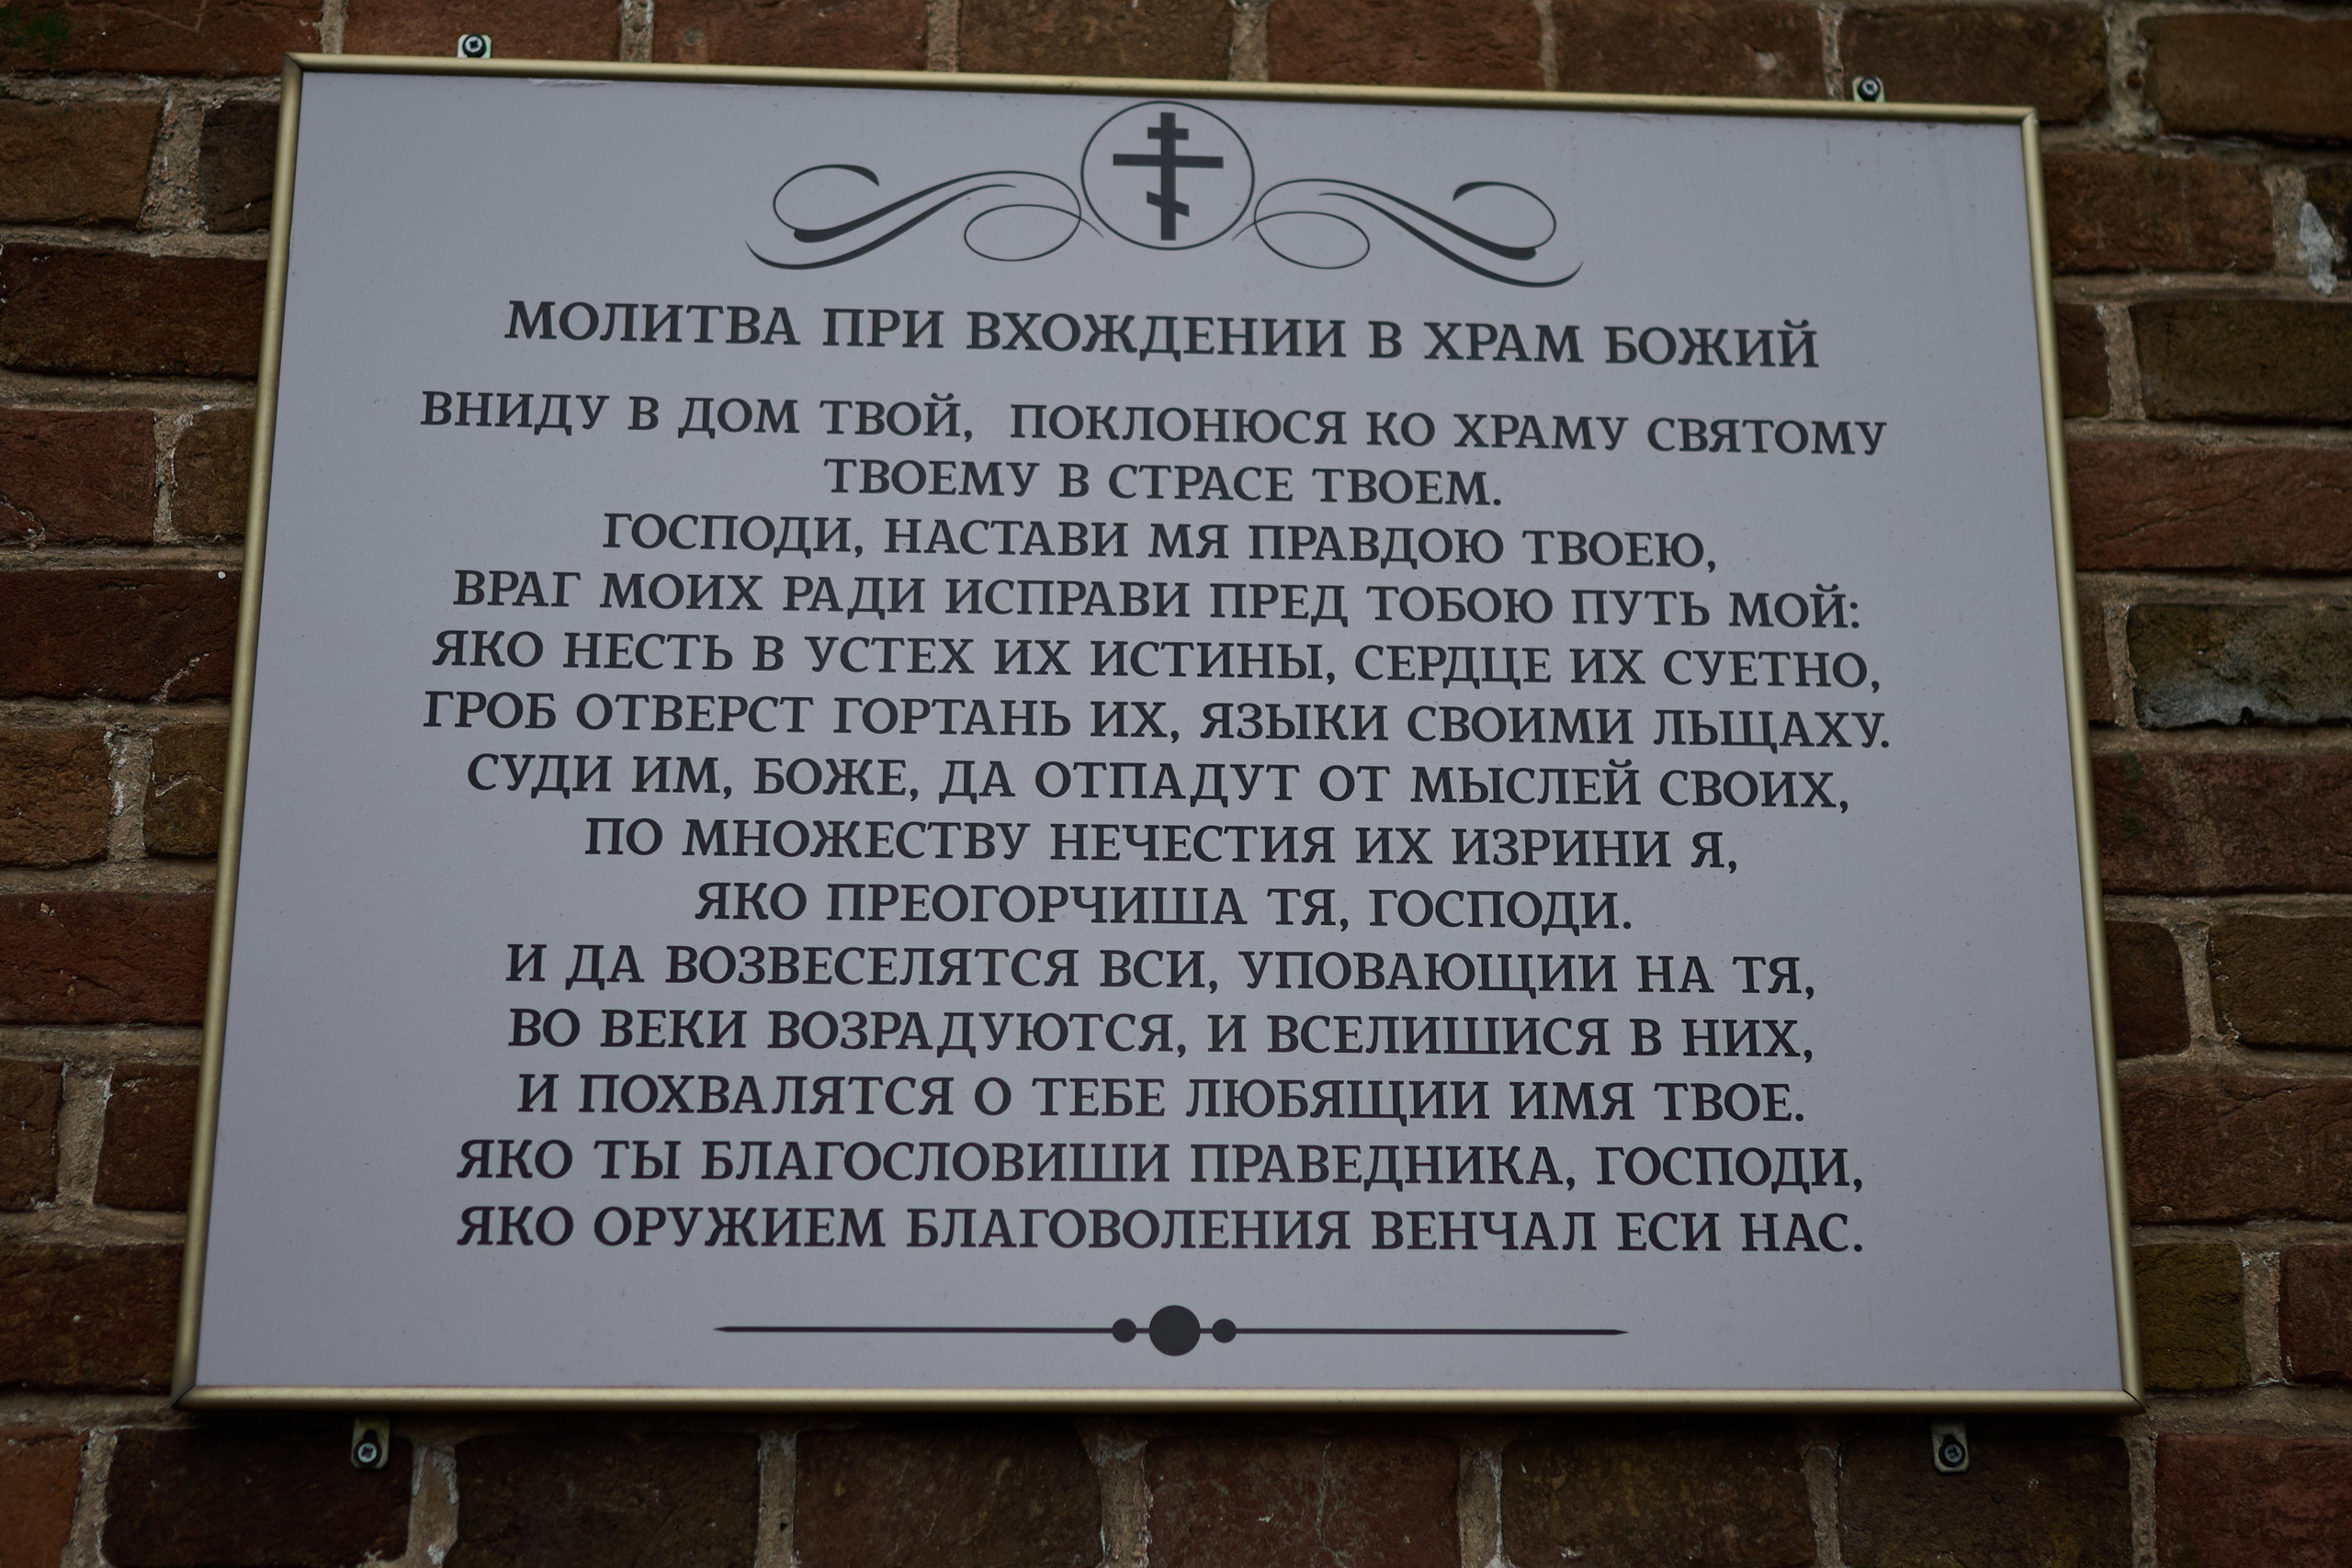 МОЛИТВА ПРИ ВХОЖДЕНИИ В ХРАМ БОЖИЙ
ВНИДУ В ДОМ ТВОЙ, ПОКЛОНЮСЯ КО ХРАМУ СВЯТОМУ
ТВОЕМУ В СТРАСЕ ТВОЕМ.
ГОСПОДИ, НАСТАВИ МЯ ПРАВДОЮ ТВОЕЮ,
ВРАГ МОИХ РАДИ ИСПРАВИ ПРЕД ТОБОЮ ПУТЬ МОЙ:
ЯКО НЕСТЬ В УСТЕХ ИХ ИСТИНЫ, СЕРДЦЕ ИХ СУЕТНО,
ГРОБ ОТВЕРСТ ГОРТАНЬ ИХ, ЯЗЫКИ СВОИМИ ЛЬЩАХУ.
СУДИ ИМ, БОЖЕ, ДА ОТПАДУТ ОТ МЫСЛЕЙ СВОИХ,
ПО МНОЖЕСТВУ НЕЧЕСТИЯ ИХ ИЗРИНИ Я,
ЯКО ПРЕОГОРЧИША ТЯ, ГОСПОДИ.
И ДА ВОЗВЕСЕЛЯТСЯ ВСИ, УПОВАЮЩИИ НА ТЯ,
ВО ВЕКИ ВОЗРАДУЮТСЯ, И ВСЕЛИШИСЯ В НИХ,
И ПОХВАЛЯТСЯ О ТЕБЕ ЛЮБЯЩИИ ИМЯ ТВОЕ.
ЯКО ТЫ БЛАГОСЛОВИШИ ПРАВЕДНИКА, ГОСПОДИ,
ЯКО ОРУЖИЕМ БЛАГОВОЛЕНИЯ ВЕНЧАЛ ЕСИ НАС.